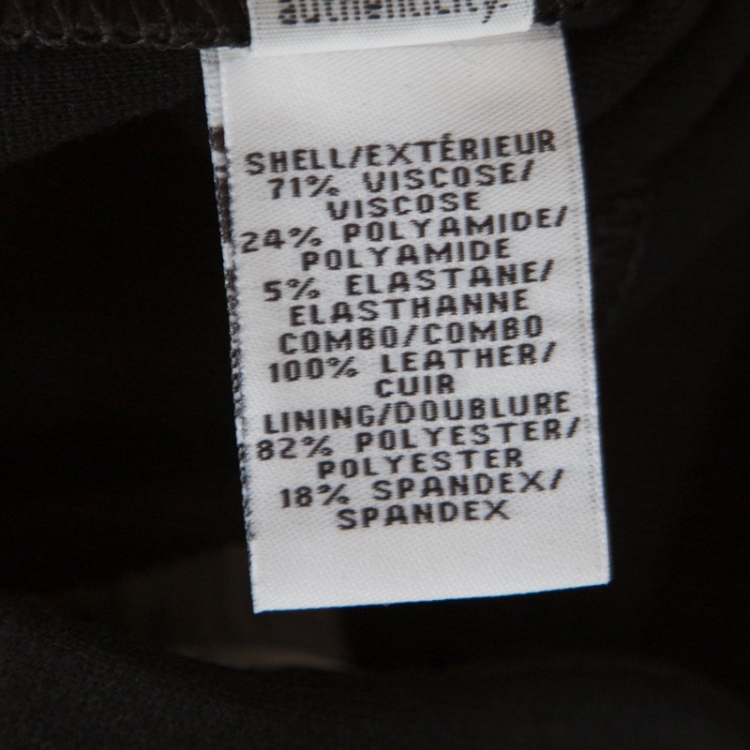 authenticity.
SHELL/EXTÉRIEUR
71% VISCOSE/
VISCOSE
24% POLYAMIDE/
POLYAMIDE
5% ELASTANE/
ELASTHANNE
COMBO/COMBO
100% LEATHER/
CUIR
LINING/DOUBLURE
82% POLYESTER/
POLYESTER
18% SPANDEX/
SPANDEX